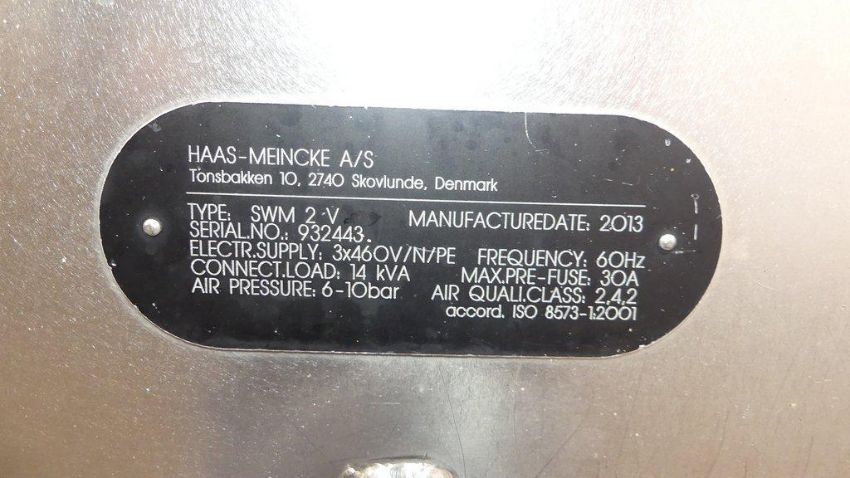 HAAS-MEINCKE A/S
Tonsbakken 10, 2740 Skovlunde, Denmark
TYPE: SWM 2 V MANUFACTUREDATE: 2013
SERIAL.NO.: 932443.
ELECTR.SUPPLY: 3x460V/N/PE FREQUENCY: 60Hz
CONNECT.LOAD: 14 kVA MAX.PRE-FUSE: 30A
AIR PRESSURE: 6-10bar AIR QUALI.CLASS: 2,4,2
accord. ISO 8573-1:2001